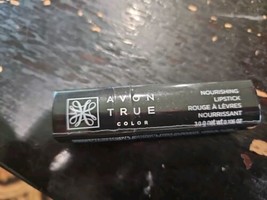 AVON
TRUE
COLOR
NOURISHING
LIPSTICK
ROUGE À LÈVRES
NOURRISSANT